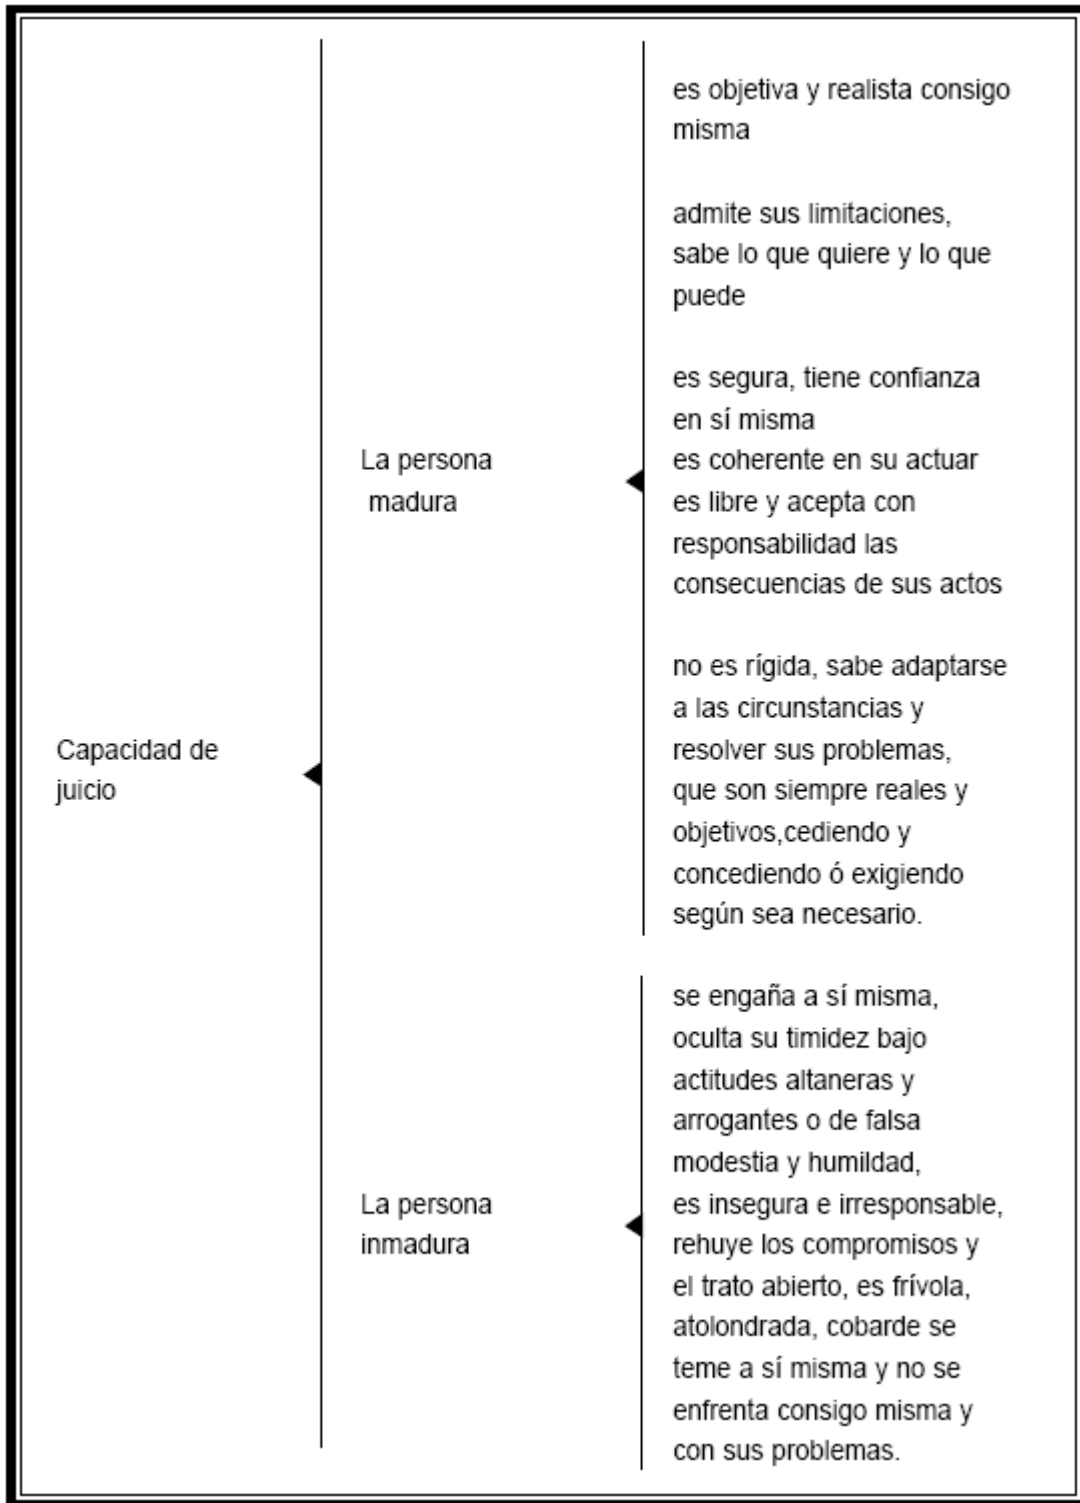 Capacidad de
juicio
La persona
madura
es objetiva y realista consigo
misma
admite sus limitaciones,
sabe lo que quiere y lo que
puede
es segura, tiene confianza
en sí misma
es coherente en su actuar
es libre y acepta con
responsabilidad las
consecuencias de sus actos
no es rígida, sabe adaptarse
a las circunstancias y
resolver sus problemas,
que son siempre reales y
objetivos,cediendo y
concediendo ó exigiendo
según sea necesario.
La persona
inmadura
se engaña a sí misma,
oculta su timidez bajo
actitudes altaneras y
arrogantes o de falsa
modestia y humildad,
es insegura e irresponsable,
rehuye los compromisos y
el trato abierto, es frívola,
atolondrada, cobarde se
teme a sí misma y no se
enfrenta consigo misma y
con sus problemas.